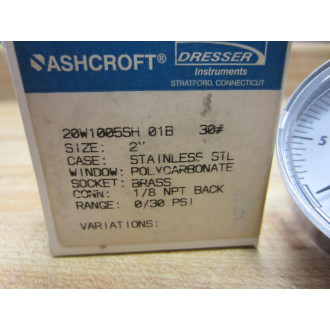 ASHCROFT®
DRESSER
Instruments
STRATFORD, CONNECTICUT
20W1005SH 01B 30#
SIZE: 2"
CASE: STAINLESS STL
WINDOW: POLYCARBONATE
SOCKET: BRASS
CONN: 1/8 NPT BACK
RANGE: 0/30 PSI
VARIATIONS:
5